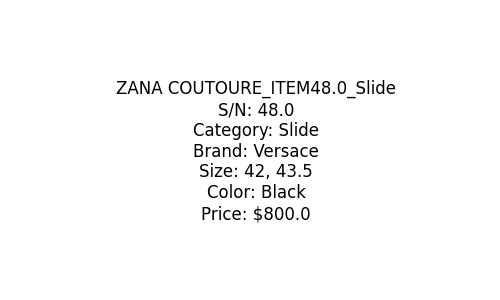 ZANA COUTOURE_ITEM48.0_Slide
S/N: 48.0
Category: Slide
Brand: Versace
Size: 42, 43.5
Color: Black
Price: $800.0